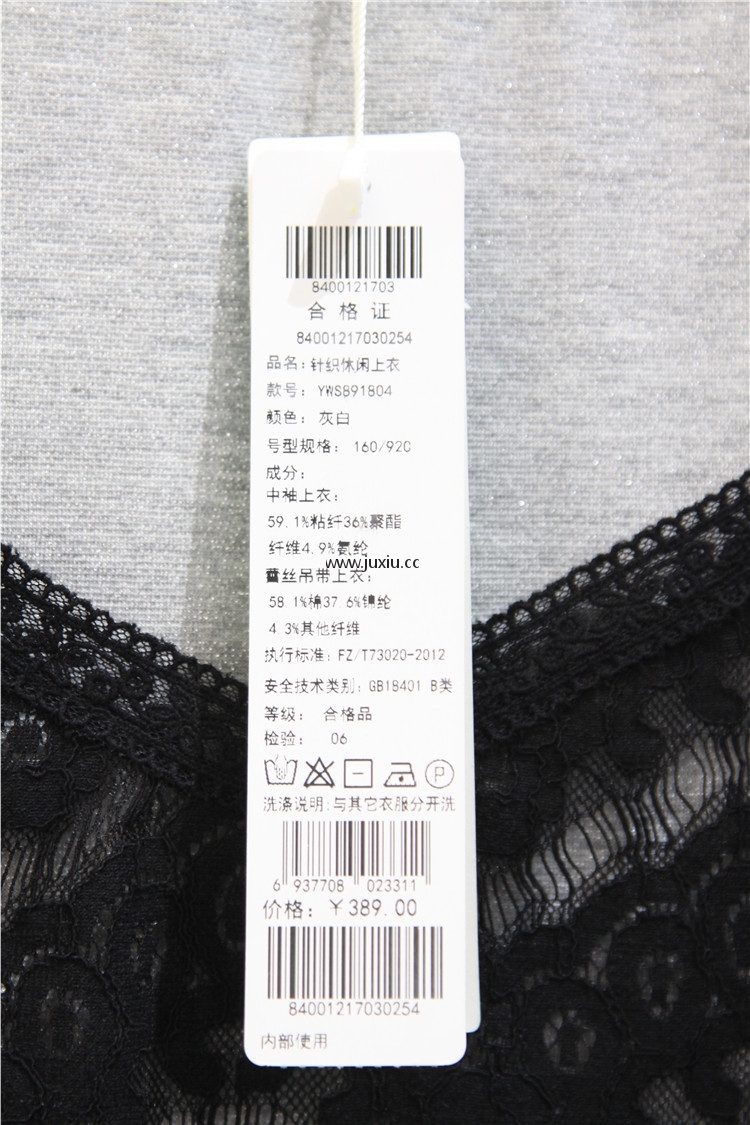 8400121703
合格证
84001217030254
品名:针织休闲上衣
款号: YWS891804
颜色: 灰白
号型规格: 160/92C
成分:
中袖上衣:
59.1%粘纤36%聚酯
纤维4.9%氨纶
www.juxiu.cc
蕾丝吊带上衣:
58.1%棉37.6%锦纶
4.3%其他纤维
执行标准: FZ/T73020-2012
安全技术类别: GB18401 B类
等级: 合格品
检验: 06
P
洗涤说明:与其它衣服分开洗
6 937708 023311
价格: ¥389.00
84001217030254
内部使用